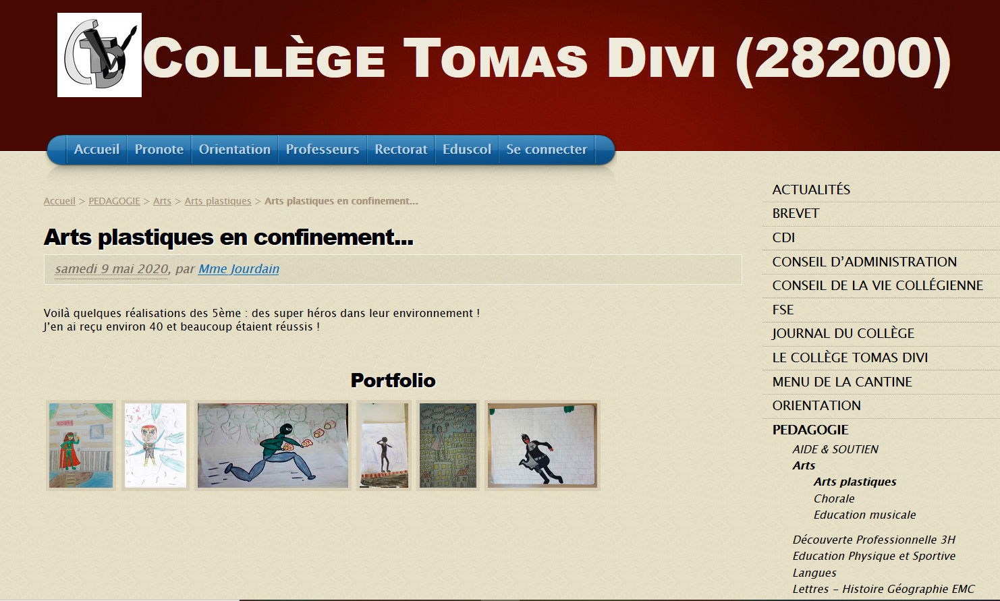 COLLÈGE TOMAS DIVI (28200)
Accueil Pronote Orientation Professeurs Rectorat Eduscol Se connecter
Accueil > PEDAGOGIE > Arts > Arts plastiques > Arts plastiques en confinement...
Arts plastiques en confinement...
samedi 9 mai 2020, par Mme Jourdain
Voilà quelques réalisations des 5ème : des super héros dans leur environnement !
J’en ai reçu environ 40 et beaucoup étaient réussis !
Portfolio
ACTUALITÉS
BREVET
CDI
CONSEIL D’ADMINISTRATION
CONSEIL DE LA VIE COLLÉGIENNE
FSE
JOURNAL DU COLLÈGE
LE COLLÈGE TOMAS DIVI
MENU DE LA CANTINE
ORIENTATION
PEDAGOGIE
AIDE & SOUTIEN
Arts
Arts plastiques
Chorale
Education musicale
Découverte Professionnelle 3H
Education Physique et Sportive
Langues
Lettres – Histoire Géographie EMC